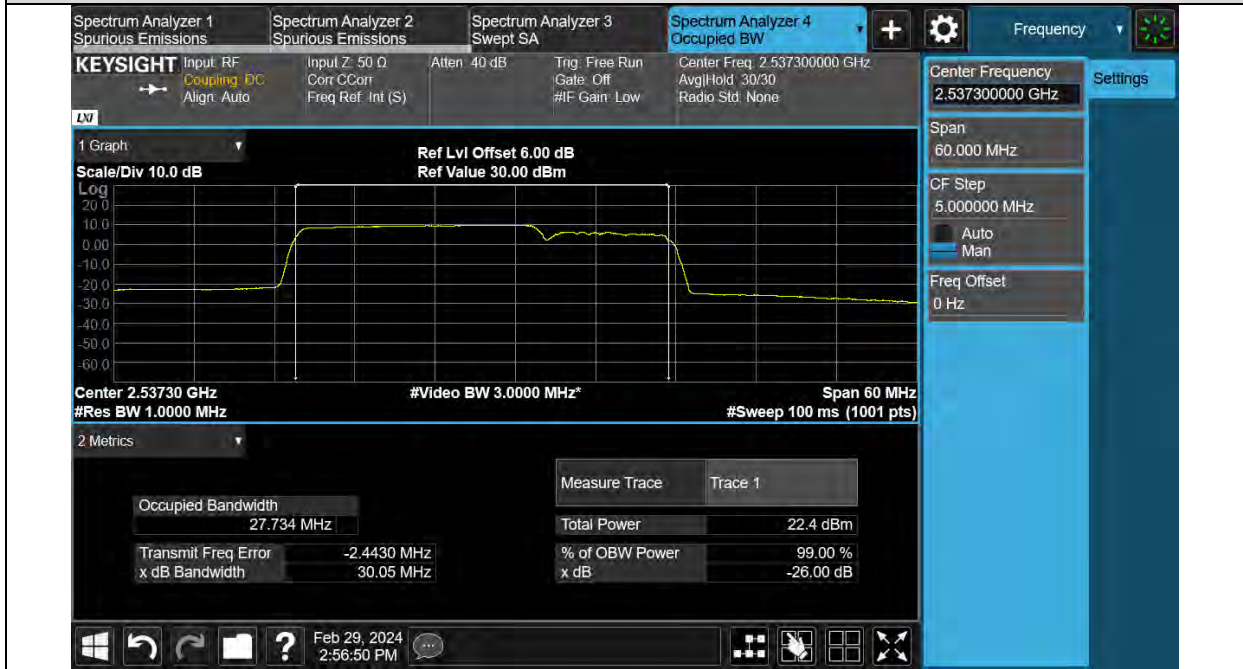 Spectrum Analyzer 1
Spurious Emissions
Spectrum Analyzer 2
Spurious Emissions
Spectrum Analyzer 3
Swept SA
Spectrum Analyzer 4
Occupied BW
+
Frequency
KEYSIGHT
Input: RF
Coupling: DC
Align: Auto
Input Z: 50 Ω
Corr CCorr
Freq Ref: Int (S)
Atten: 40 dB
Trig: Free Run
Gate: Off
#IF Gain: Low
Center Freq: 2.537300000 GHz
Avg|Hold: 30/30
Radio Std: None
LXI
Center Frequency
2.537300000 GHz
Settings
Span
60.000 MHz
CF Step
5.000000 MHz
Auto
Man
Freq Offset
0 Hz
1 Graph
Scale/Div 10.0 dB
Ref Lvl Offset 6.00 dB
Ref Value 30.00 dBm
Log
20.0
10.0
0.00
-10.0
-20.0
-30.0
-40.0
-50.0
-60.0
Center 2.53730 GHz
#Video BW 3.0000 MHz*
Span 60 MHz
#Res BW 1.0000 MHz
#Sweep 100 ms (1001 pts)
2 Metrics
Occupied Bandwidth
27.734 MHz
Transmit Freq Error -2.4430 MHz
x dB Bandwidth 30.05 MHz
Measure Trace Trace 1
Total Power 22.4 dBm
% of OBW Power 99.00 %
x dB -26.00 dB
?
Feb 29, 2024
2:56:50 PM